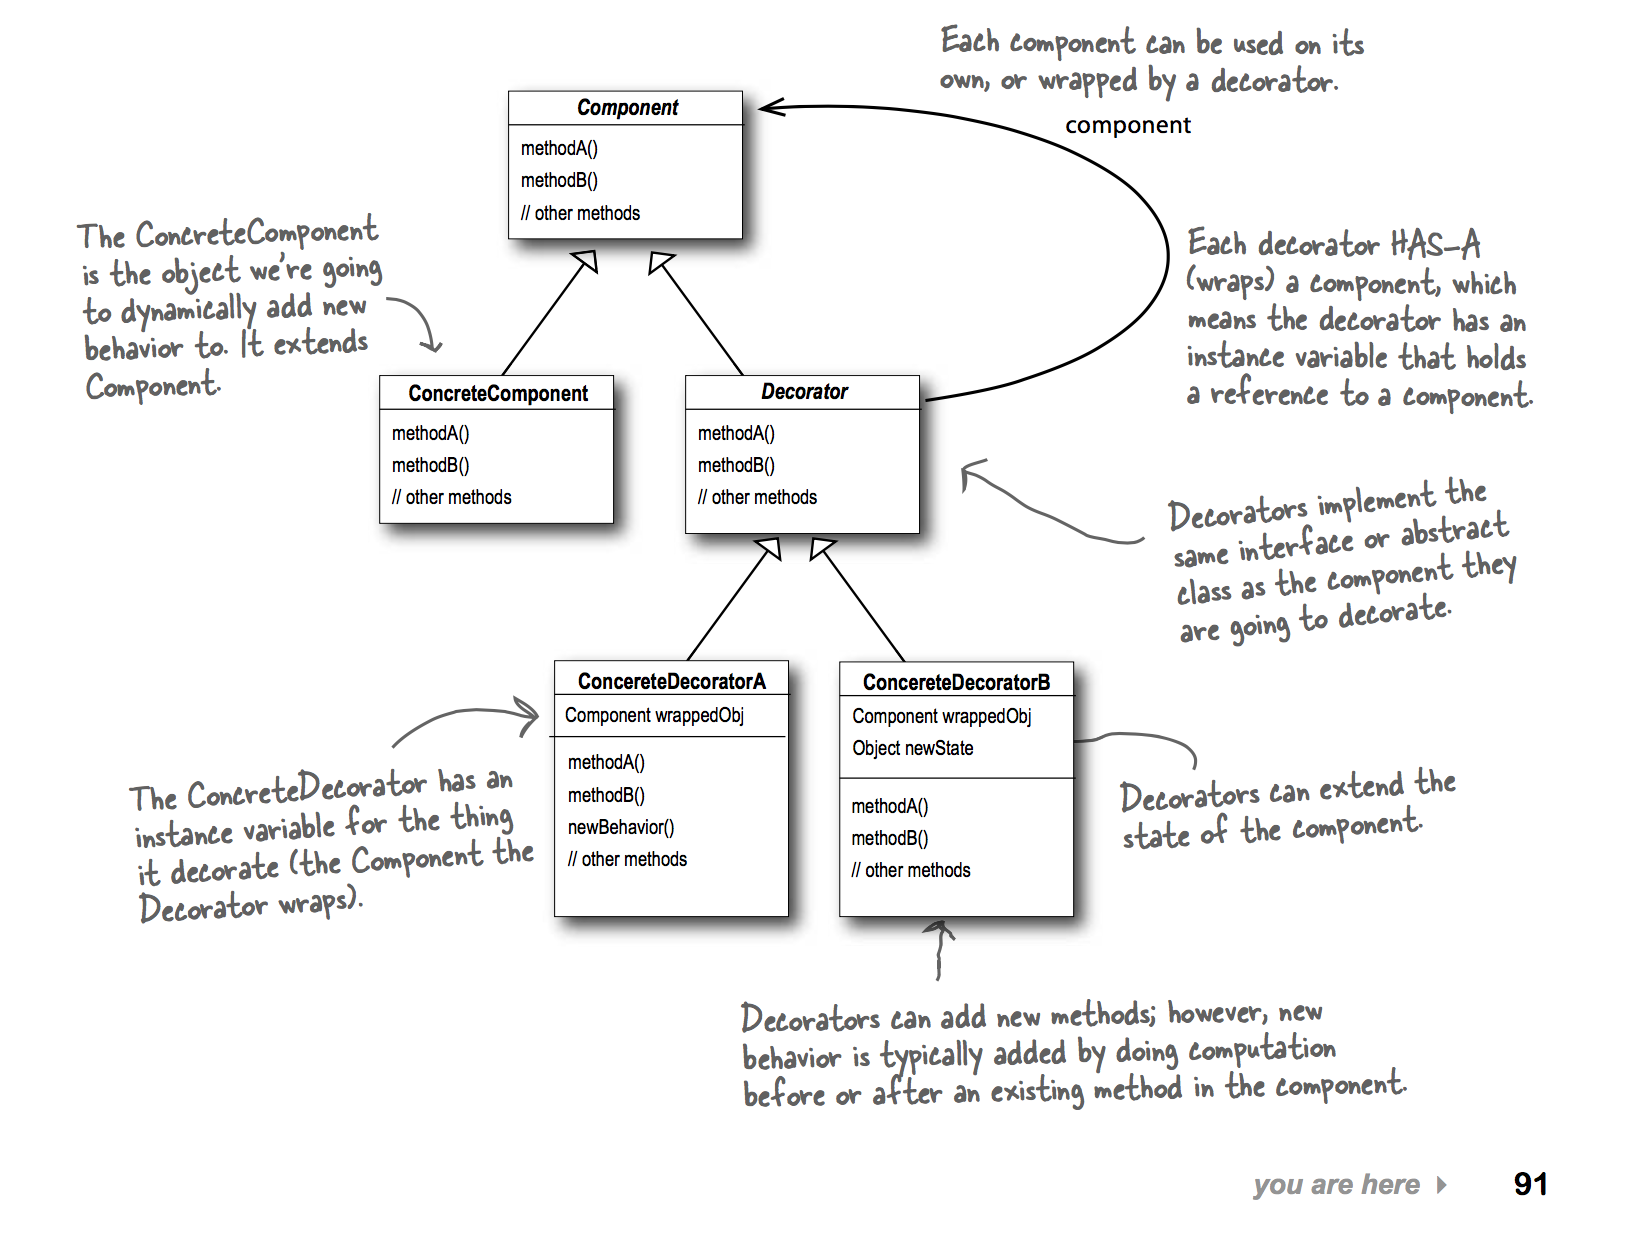 Each component can be used on its
own, or wrapped by a decorator.
component
Component
methodA()
methodB()
// other methods
The ConcreteComponent
is the object we're going
to dynamically add new
behavior to. It extends
Component.
Each decorator HAS-A
(wraps) a component, which
means the decorator has an
instance variable that holds
a reference to a component.
ConcreteComponent
methodA()
methodB()
// other methods
Decorator
methodA()
methodB()
// other methods
Decorators implement the
same interface or abstract
class as the component they
are going to decorate.
ConcereteDecoratorA
Component wrappedObj
methodA()
methodB()
newBehavior()
// other methods
ConcereteDecoratorB
Component wrappedObj
Object newState
methodA()
methodB()
// other methods
The ConcreteDecorator has an
instance variable for the thing
it decorate (the Component the
Decorator wraps).
Decorators can extend the
state of the component.
Decorators can add new methods; however, new
behavior is typically added by doing computation
before or after an existing method in the component.
you are here
91